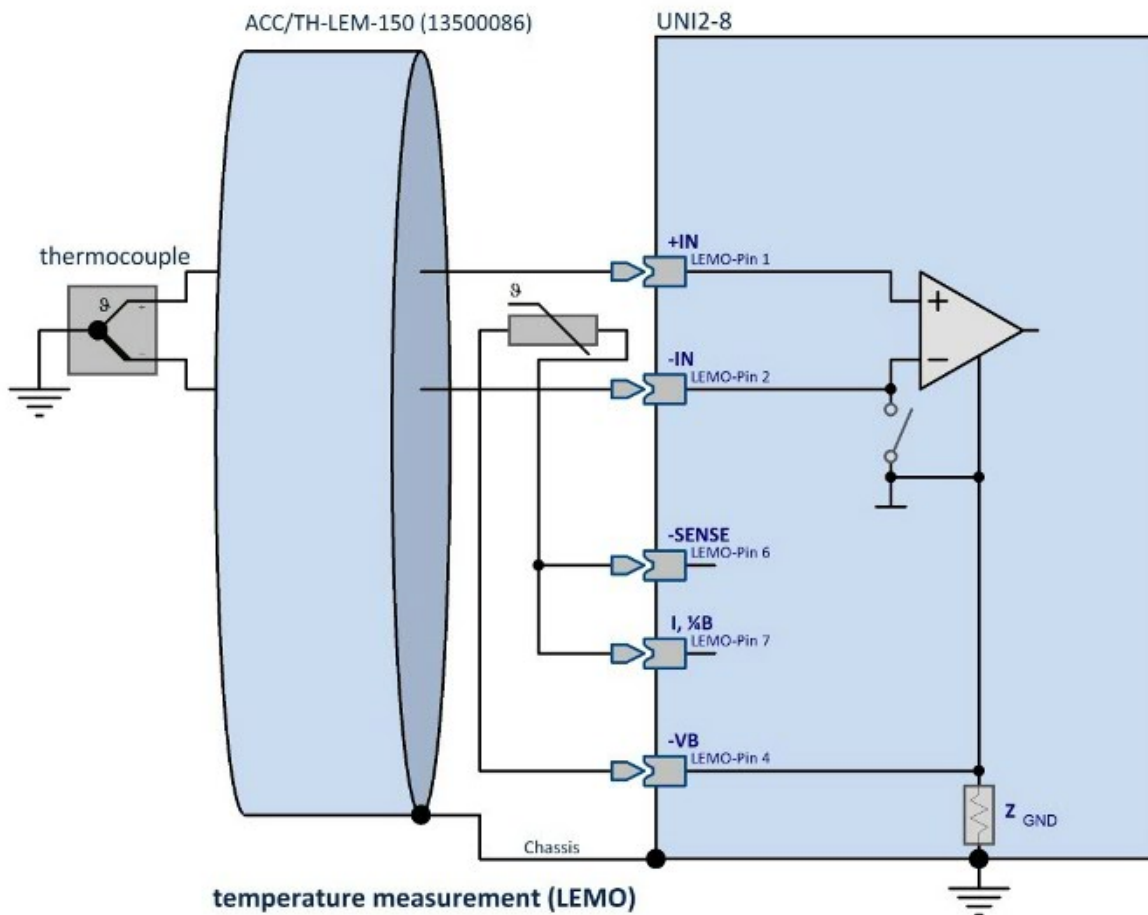 ACC/TH-LEM-150 (13500086)
UNI2-8
thermocouple
ϑ
+
-
+IN
LEMO-Pin 1
ϑ
-IN
LEMO-Pin 2
+
−
-SENSE
LEMO-Pin 6
I, ¼B
LEMO-Pin 7
-VB
LEMO-Pin 4
Z GND
Chassis
temperature measurement (LEMO)